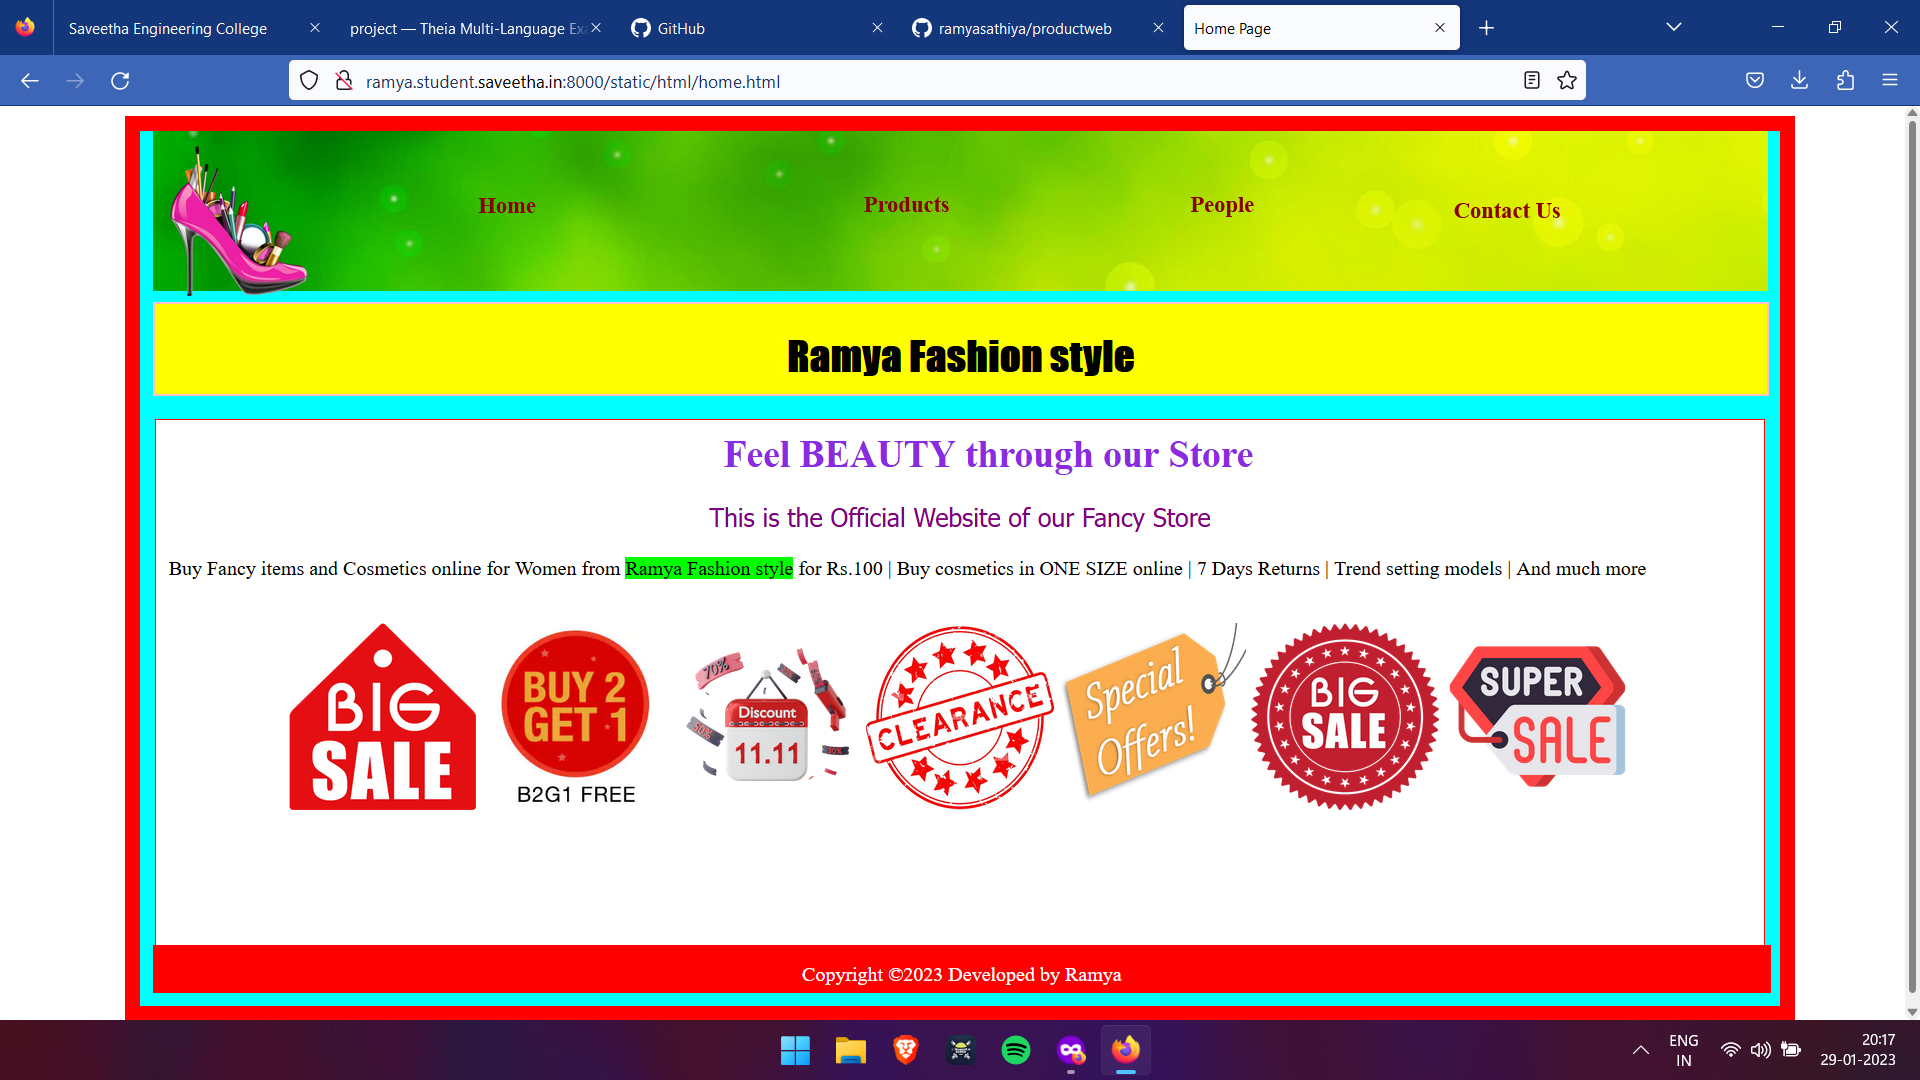 Saveetha Engineering College
project — Theia Multi-Language Exa
GitHub
ramyasathiya/productweb
Home Page
ramya.student.saveetha.in:8000/static/html/home.html
Home
Products
People
Contact Us
Ramya Fashion style
Feel BEAUTY through our Store
This is the Official Website of our Fancy Store
Buy Fancy items and Cosmetics online for Women from Ramya Fashion style for Rs.100 | Buy cosmetics in ONE SIZE online | 7 Days Returns | Trend setting models | And much more
BIG
SALE
BUY 2
GET 1
B2G1 FREE
70%
50%
Discount
11.11
CLEARANCE
Special
Offers!
BIG
SALE
SUPER
SALE
Copyright ©2023 Developed by Ramya
ENG
IN
20:17
29-01-2023